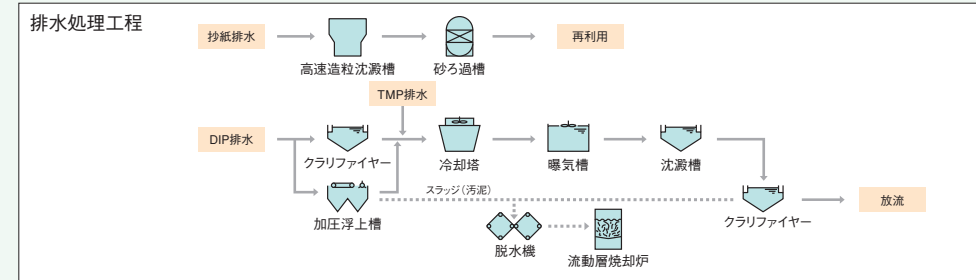 排水処理工程
抄紙排水
高速造粒沈澱槽
砂ろ過槽
再利用
TMP排水
DIP排水
クラリファイヤー
冷却塔
曝気槽
沈澱槽
加圧浮上槽
スラッジ(汚泥)
クラリファイヤー
放流
脱水機
流動層焼却炉